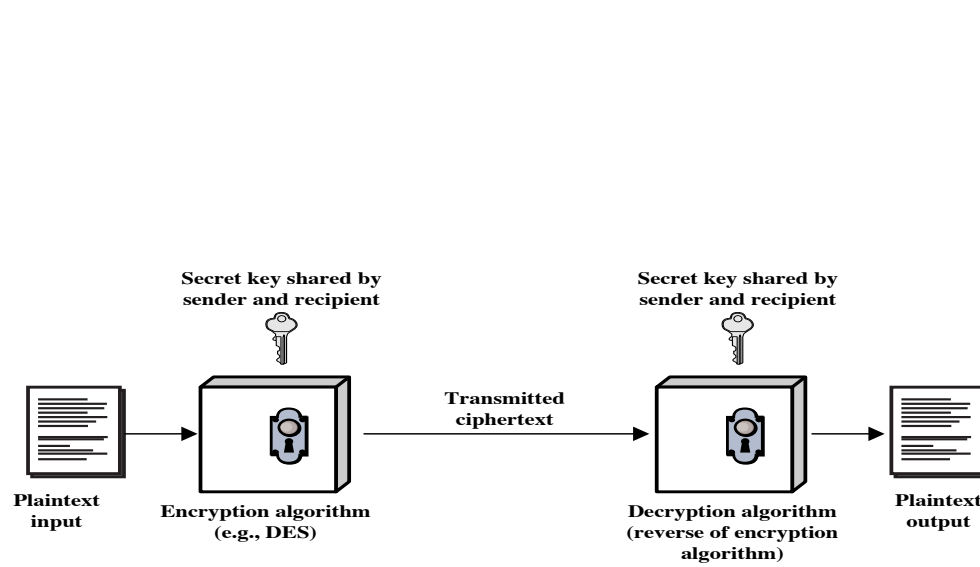 Secret key shared by
sender and recipient
Secret key shared by
sender and recipient
Transmitted
ciphertext
Plaintext
input
Encryption algorithm
(e.g., DES)
Decryption algorithm
(reverse of encryption
algorithm)
Plaintext
output